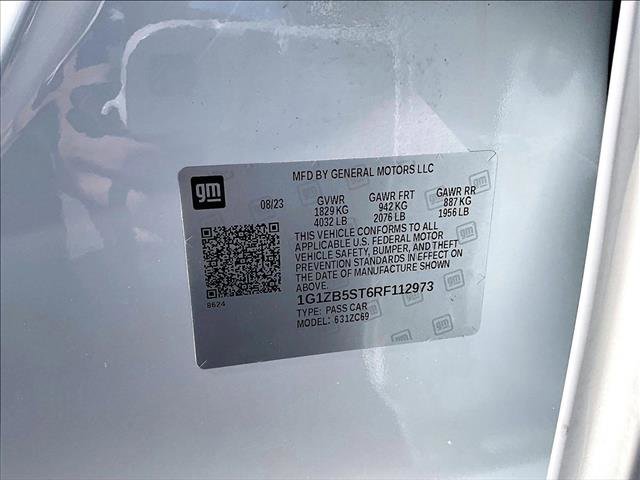 MFD BY GENERAL MOTORS LLC
gm
08/23 GVWR GAWR FRT GAWR RR
1829 KG 942 KG 887 KG
4032 LB 2076 LB 1956 LB
THIS VEHICLE CONFORMS TO ALL
APPLICABLE U.S. FEDERAL MOTOR
VEHICLE SAFETY, BUMPER, AND THEFT
PREVENTION STANDARDS IN EFFECT ON
THE DATE OF MANUFACTURE SHOWN
ABOVE.
1G1ZB5ST6RF112973
8624
TYPE: PASS CAR
MODEL: 631ZC69